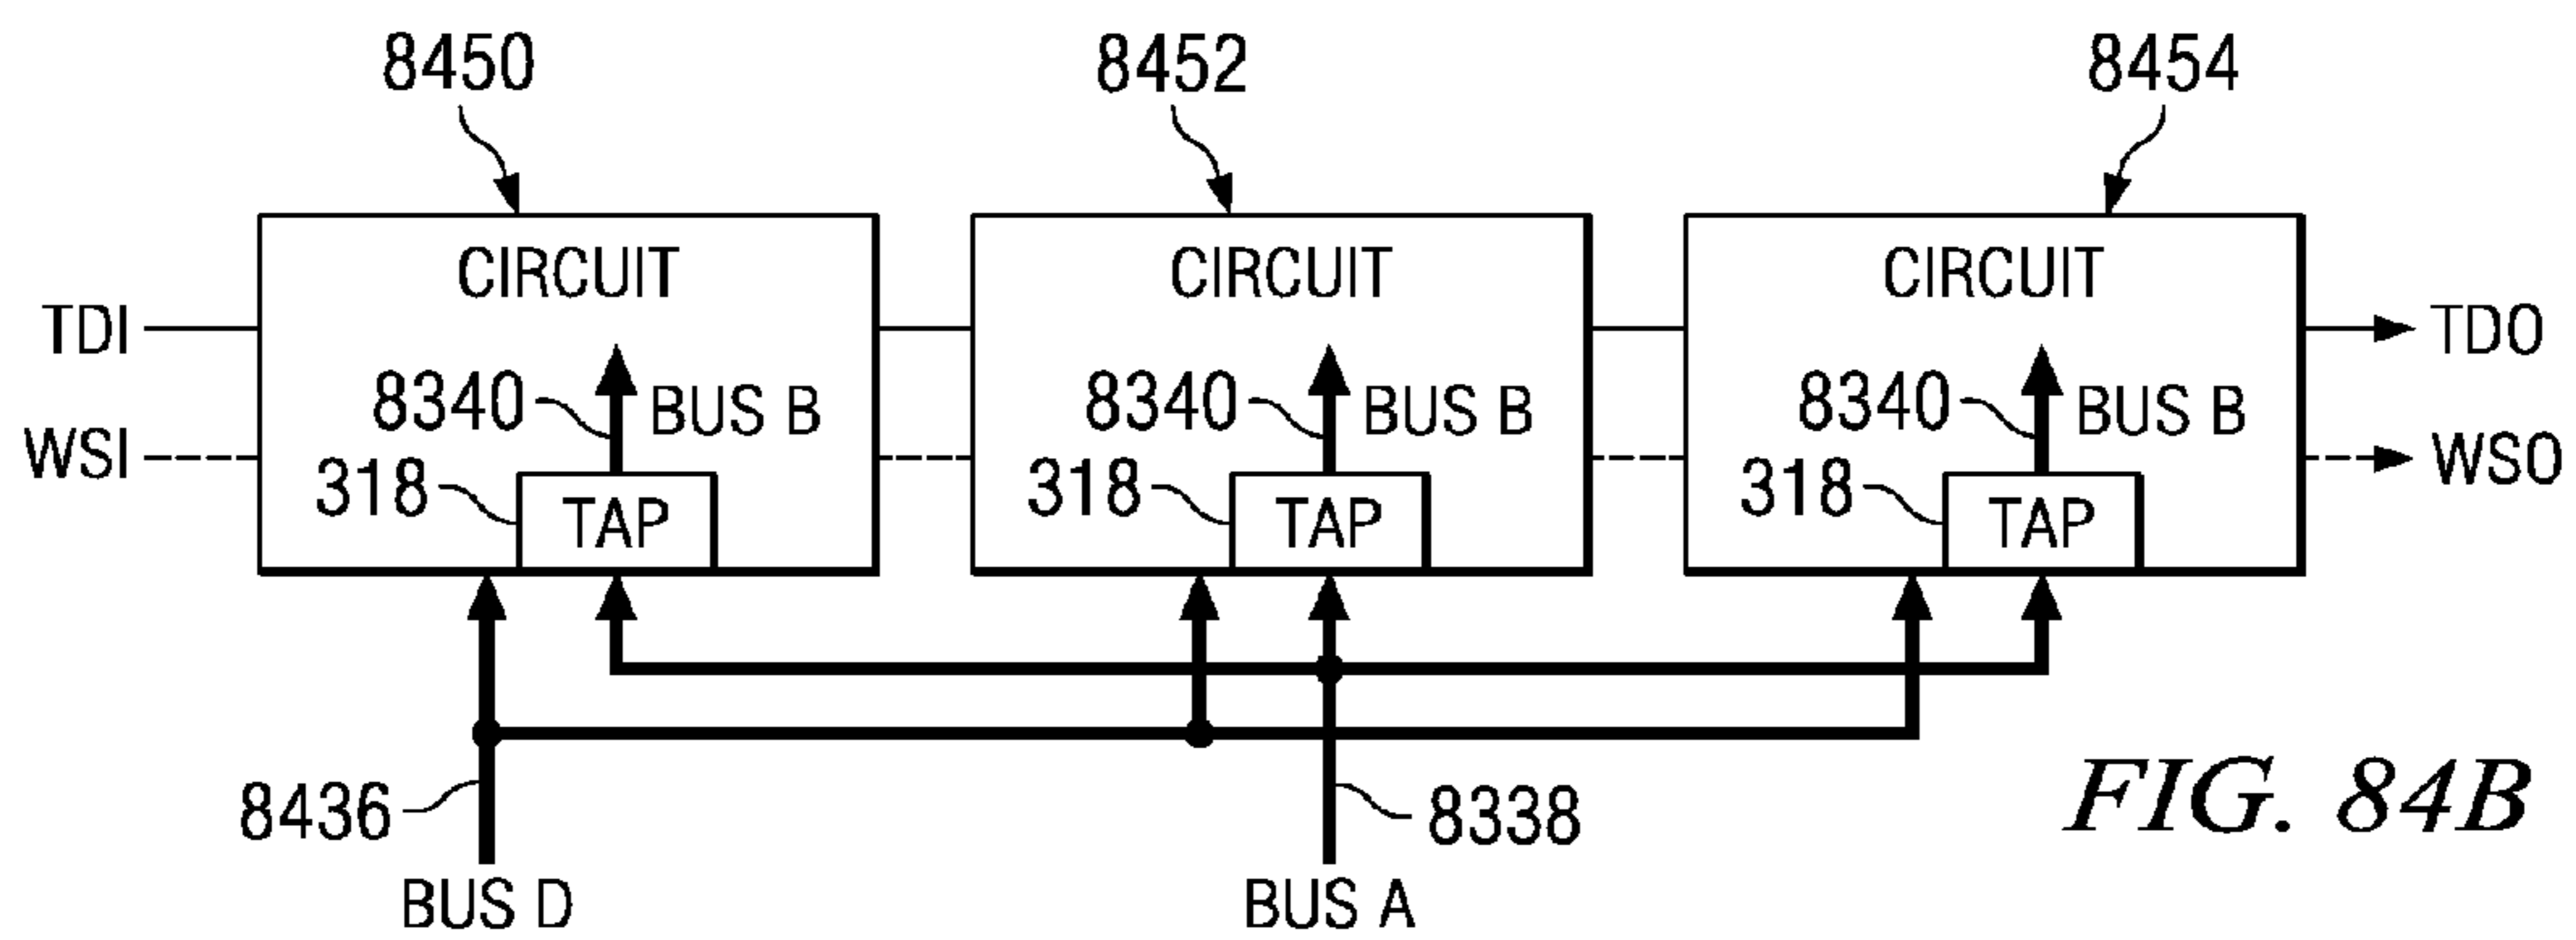 8450 8452 8454
CIRCUIT CIRCUIT CIRCUIT
TDI TDO
8340 BUS B 8340 BUS B 8340 BUS B
WSI WSO
318 TAP 318 TAP 318 TAP
8436 8338
BUS D BUS A
FIG. 84B